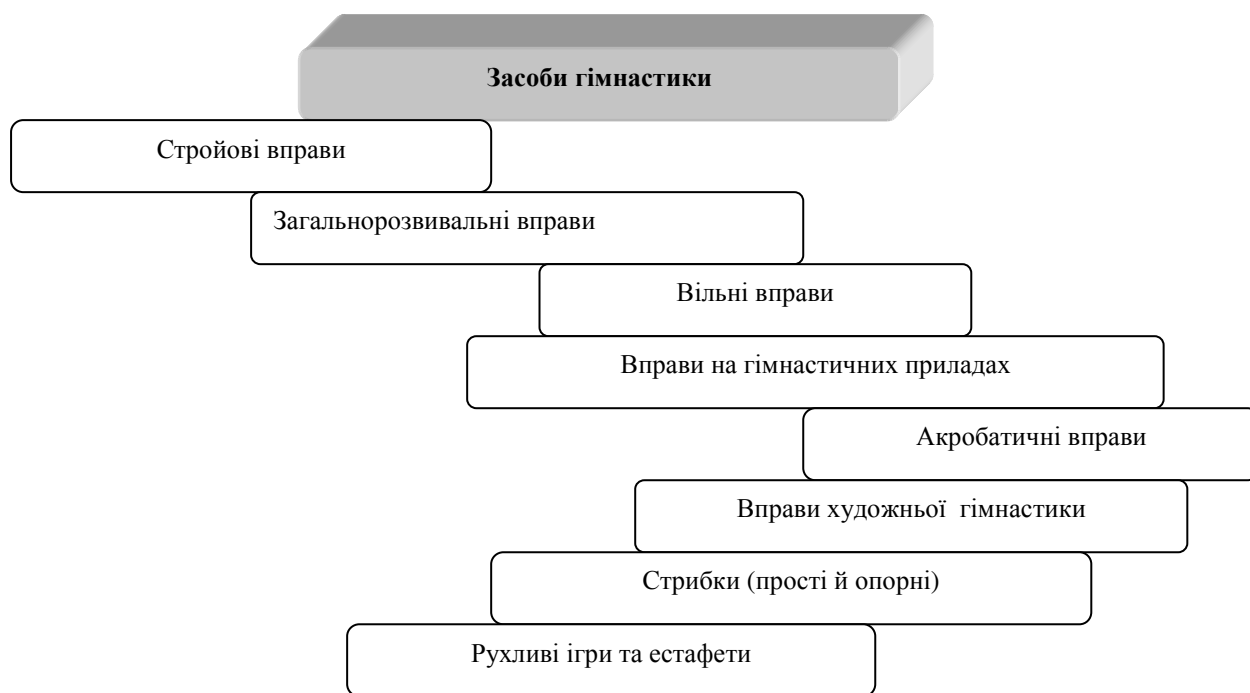 Засоби гімнастики
Стройові вправи
Загальнорозвивальні вправи
Вільні вправи
Вправи на гімнастичних приладах
Акробатичні вправи
Вправи художньої гімнастики
Стрибки (прості й опорні)
Рухливі ігри та естафети